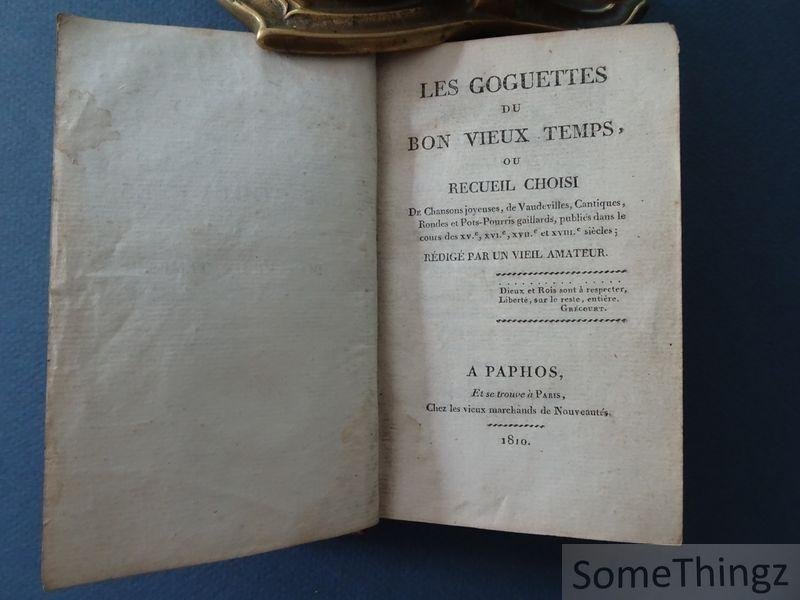 LES GOGUETTES
DU
BON VIEUX TEMPS,
OU
RECUEIL CHOISI
De Chansons joyeuses, de Vaudevilles, Cantiques,
Rondes et Pots-Pourris gaillards, publiés dans le
cours des XV.e, XVI.e, XVII.e et XVIII.e siècles;
RÉDIGÉ PAR UN VIEIL AMATEUR.
. . . . . . . . . . . . . .
Dieux et Rois sont à respecter,
Liberté, sur le reste, entière.
GRÉCOURT.
A PAPHOS,
Et se trouve à PARIS,
Chez les vieux marchands de Nouveautés.
1810.
SomeThingz